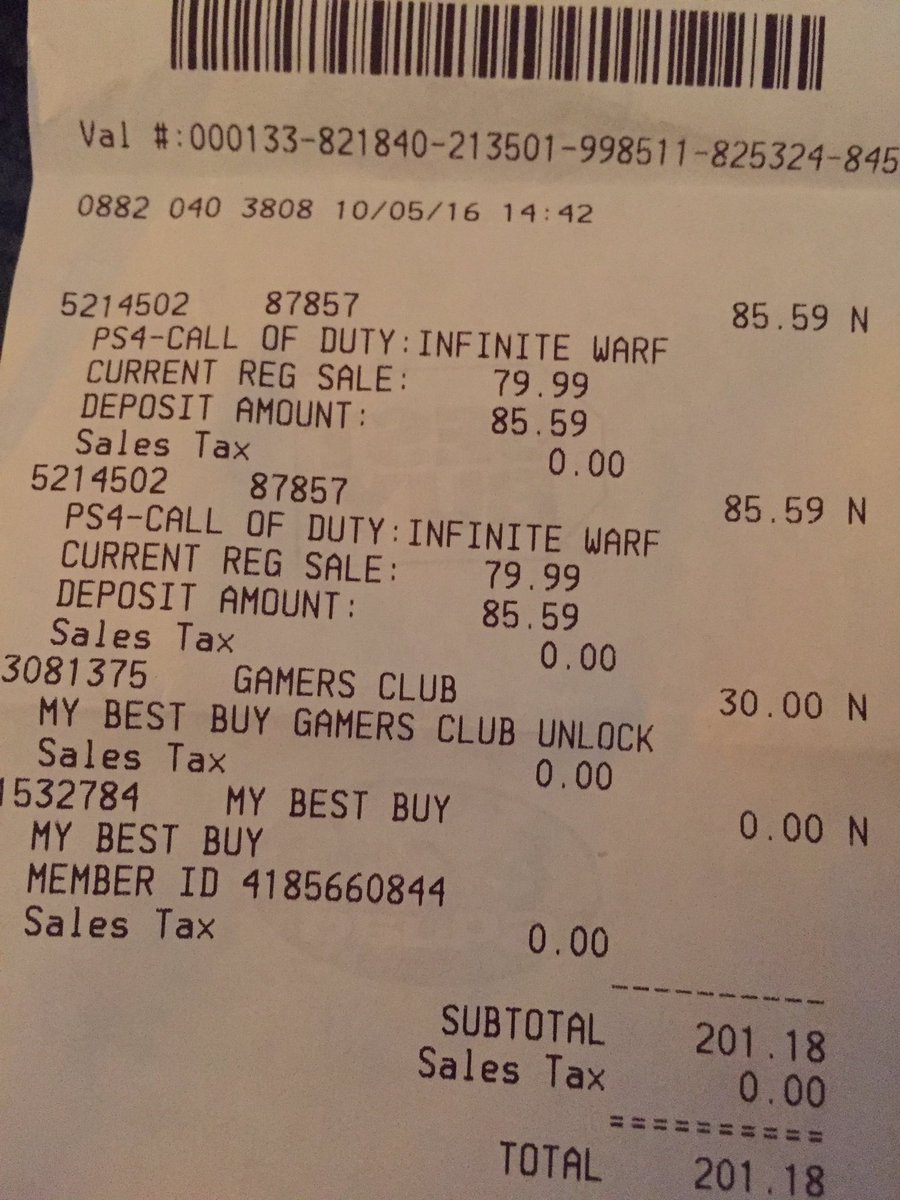 Val #:000133-821840-213501-998511-825324-845
0882 040 3808 10/05/16 14:42
5214502 87857 85.59 N
PS4-CALL OF DUTY:INFINITE WARF
CURRENT REG SALE: 79.99
DEPOSIT AMOUNT: 85.59
Sales Tax 0.00
5214502 87857 85.59 N
PS4-CALL OF DUTY:INFINITE WARF
CURRENT REG SALE: 79.99
DEPOSIT AMOUNT: 85.59
Sales Tax 0.00
3081375 GAMERS CLUB 30.00 N
MY BEST BUY GAMERS CLUB UNLOCK
Sales Tax 0.00
1532784 MY BEST BUY 0.00 N
MY BEST BUY
MEMBER ID 4185660844
Sales Tax 0.00
----------
SUBTOTAL 201.18
Sales Tax 0.00
==========
TOTAL 201.18